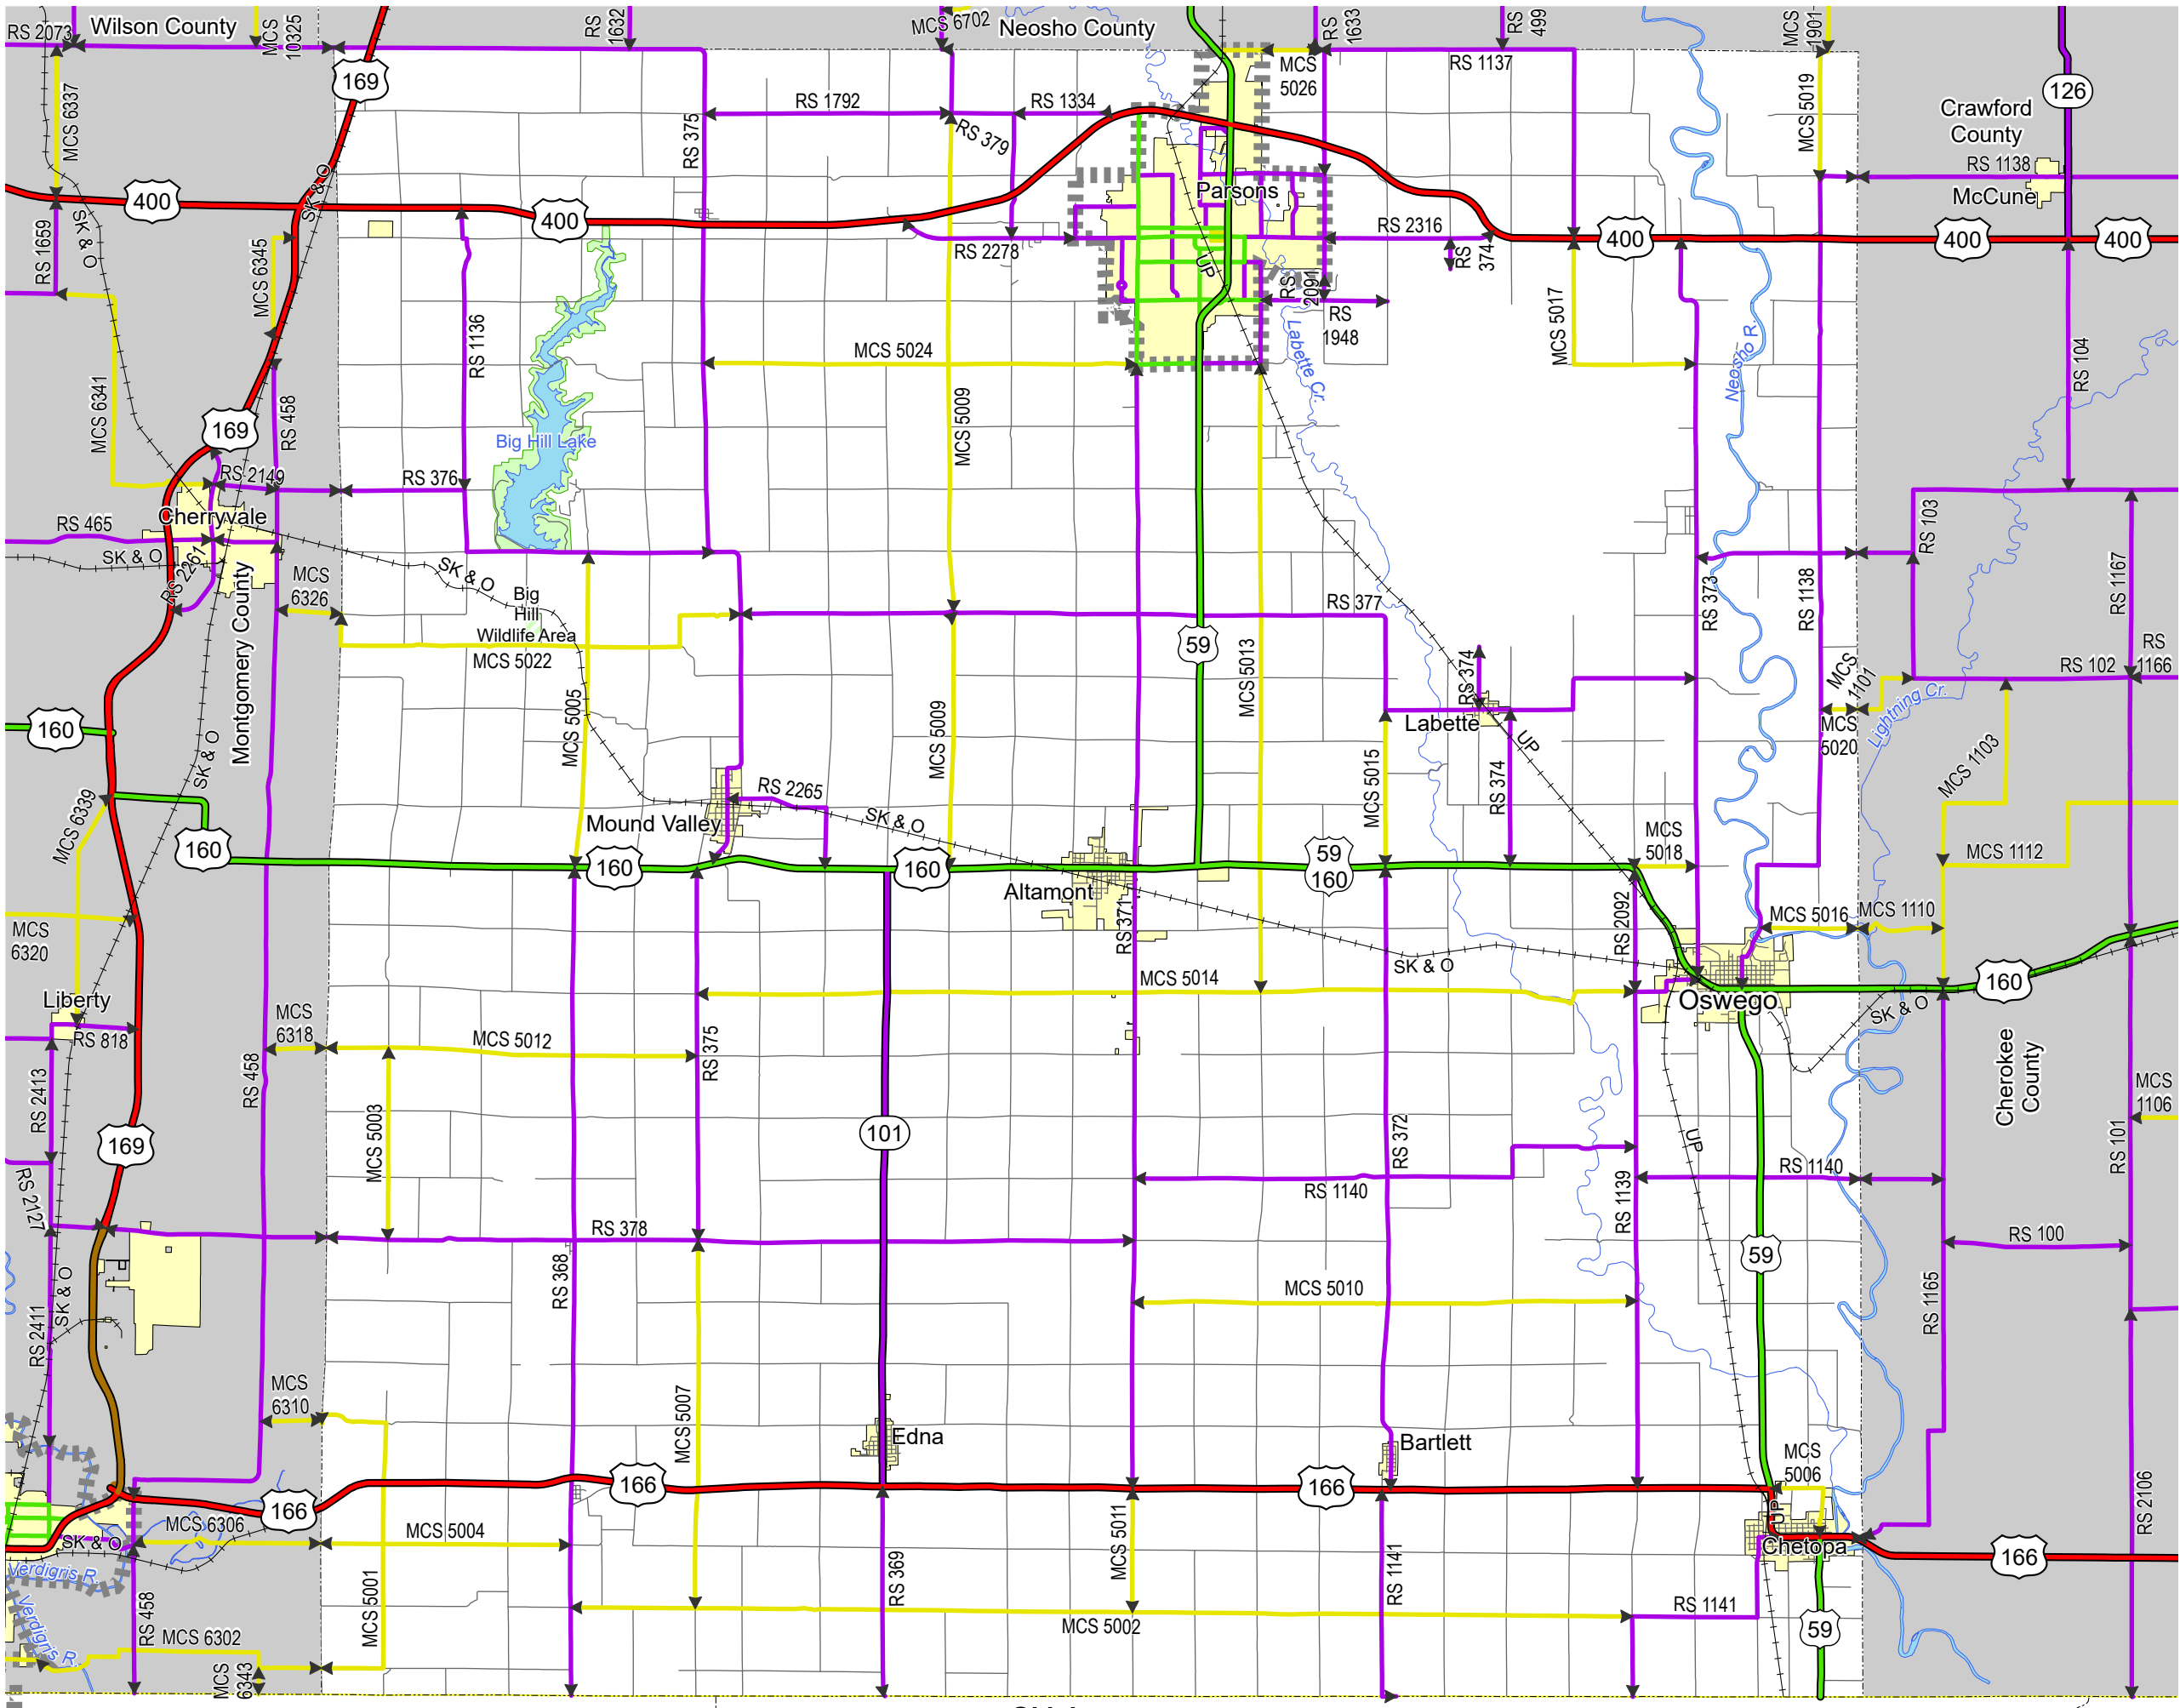 Wilson County
Neosho County
RS 2073
MCS
10325
RS
1632
MCS 6702
RS
1633
RS
499
MCS
1901
169
MCS
5026
RS 1137
MCS 5019
126
Crawford
County
MCS 6337
RS 375
RS 1792
RS 1334
RS 379
RS 1138
McCune
SK & O
Parsons
400
400
400
400
400
SK & O
RS 1659
MCS 6345
RS 2278
RS 2316
RS
374
UP
RS
2091
RS
1948
MCS 5017
RS 1136
Labette Cr.
Neosho R.
RS 104
MCS 5024
MCS 6341
RS 458
MCS 5009
169
Big Hill Lake
RS 2149
RS 376
Cherryvale
RS 465
SK & O
RS 2261
SK & O
RS 103
MCS
6326
Big
Hill
Wildlife Area
RS 377
RS 373
RS 1138
RS 1167
Montgomery County
MCS 5022
59
MCS 5013
RS 374
MCS
1101
RS 102
RS
1166
160
MCS 5005
MCS 5009
Labette
UP
MCS
5020
Lightning Cr.
SK & O
MCS 5015
RS 374
MCS 1103
MCS 6339
RS 2265
Mound Valley
SK & O
160
160
160
59
160
MCS
5018
MCS 1112
Altamont
MCS
6320
RS 371
RS 2092
MCS 5016
MCS 1110
SK & O
MCS 5014
160
Liberty
Oswego
SK & O
RS 818
MCS
6318
MCS 5012
RS 375
Cherokee
County
RS 2413
RS 458
MCS
1106
169
MCS 5003
101
RS 372
UP
RS 101
RS 2127
RS 1140
RS 1140
RS 1139
RS 378
RS 100
59
SK & O
RS 368
MCS 5010
RS 1165
RS 2411
MCS
6310
MCS 5007
Edna
Bartlett
MCS
5006
166
166
166
RS 2106
MCS 6306
MCS 5004
UP
SK & O
Chetopa
166
Verdigris R.
MCS 5011
RS 369
RS 1141
Verdigris R.
RS 458
MCS 5001
RS 1141
MCS 5002
59
MCS 6302
MCS
6343